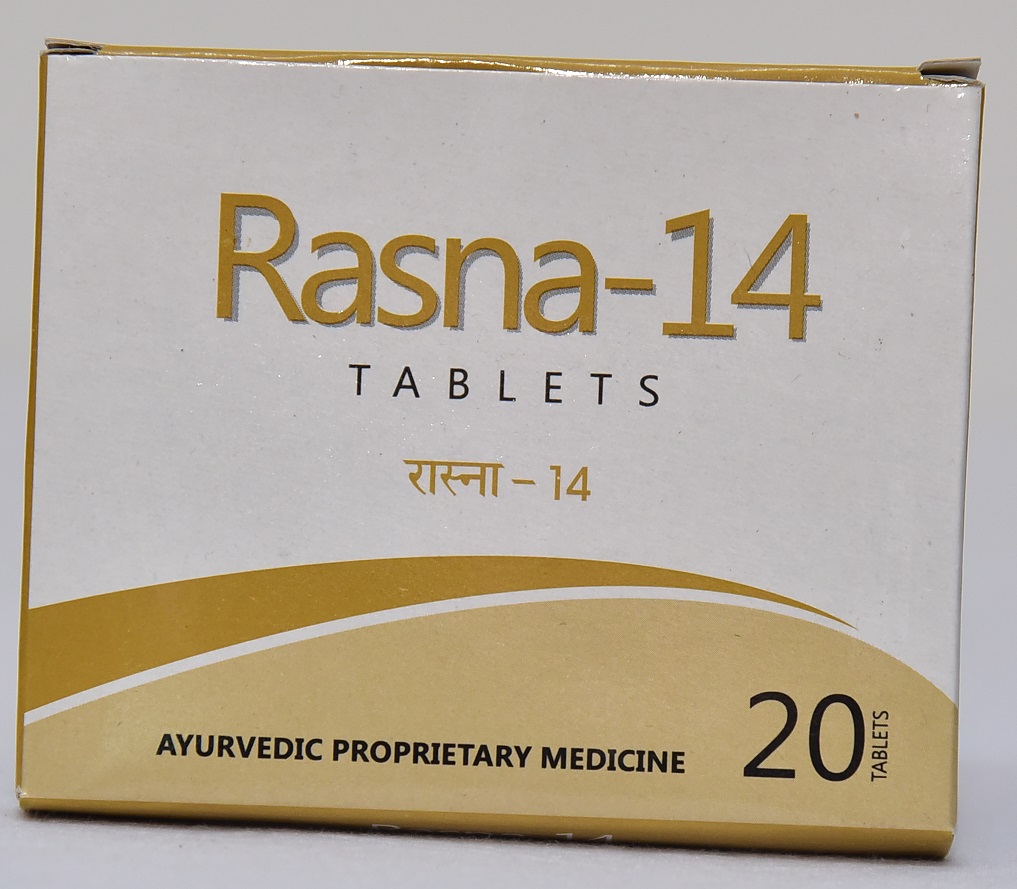 Rasna-14
TABLETS
रास्ना - 14
AYURVEDIC PROPRIETARY MEDICINE
20 TABLETS